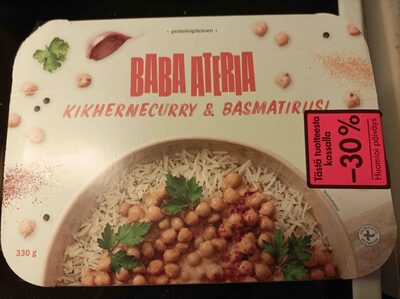 • proteiinipitoinen •
BABA ATERIA
KIKHERNECURRY & BASMATIRIISI
Tästä tuotteesta
kassalla
–30%
Huomioi päiväys
330 g